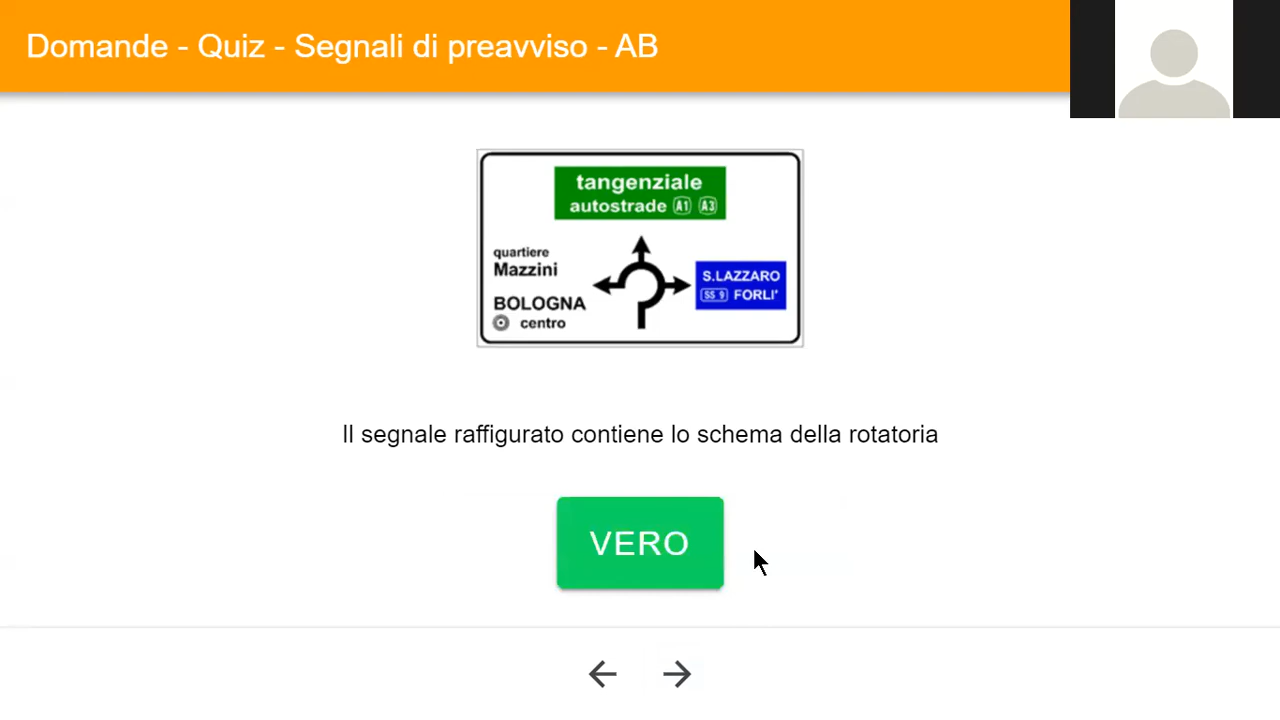 Domande - Quiz - Segnali di preavviso - AB
tangenziale
autostrade A1 A3
quartiere
Mazzini
BOLOGNA
centro
S.LAZZARO
SS 9 FORLI'
Il segnale raffigurato contiene lo schema della rotatoria
VERO